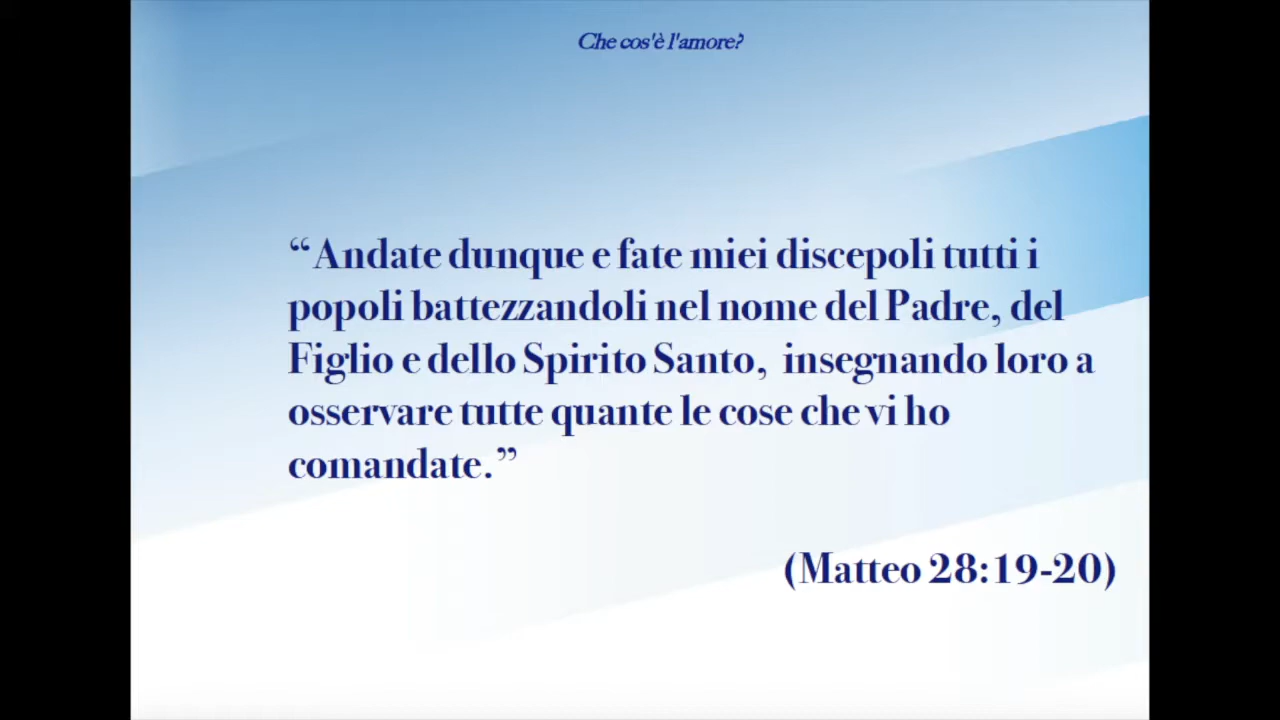 Che cos'è l'amore?
“Andate dunque e fate miei discepoli tutti i
popoli battezzandoli nel nome del Padre, del
Figlio e dello Spirito Santo, insegnando loro a
osservare tutte quante le cose che vi ho
comandate.”
(Matteo 28:19-20)